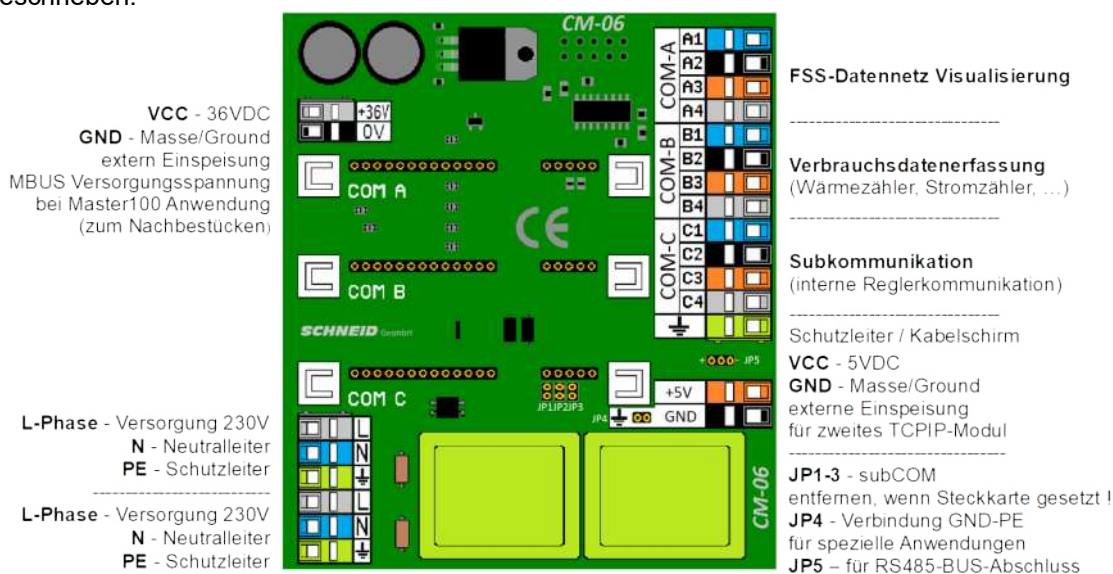 eschrieben.
CM-06
VCC - 36VDC
GND - Masse/Ground
extern Einspeisung
MBUS Versorgungsspannung
bei Master100 Anwendung
(zum Nachbestücken)
+36V
0V
COM A
COM B
SCHNEID GesmbH
COM C
COM-A
A1
A2
A3
A4
COM-B
B1
B2
B3
B4
COM-C
C1
C2
C3
C4
+ - JP5
+5V
JP1JP2JP3
JP4
GND
L
N
L
N
CM-06
CE
L-Phase - Versorgung 230V
N - Neutralleiter
PE - Schutzleiter
L-Phase - Versorgung 230V
N - Neutralleiter
PE - Schutzleiter
FSS-Datennetz Visualisierung
Verbrauchsdatenerfassung
(Wärmezähler, Stromzähler, ...)
Subkommunikation
(interne Reglerkommunikation)
Schutzleiter / Kabelschirm
VCC - 5VDC
GND - Masse/Ground
externe Einspeisung
für zweites TCPIP-Modul
JP1-3 - subCOM
entfernen, wenn Steckkarte gesetzt !
JP4 - Verbindung GND-PE
für spezielle Anwendungen
JP5 – für RS485-BUS-Abschluss